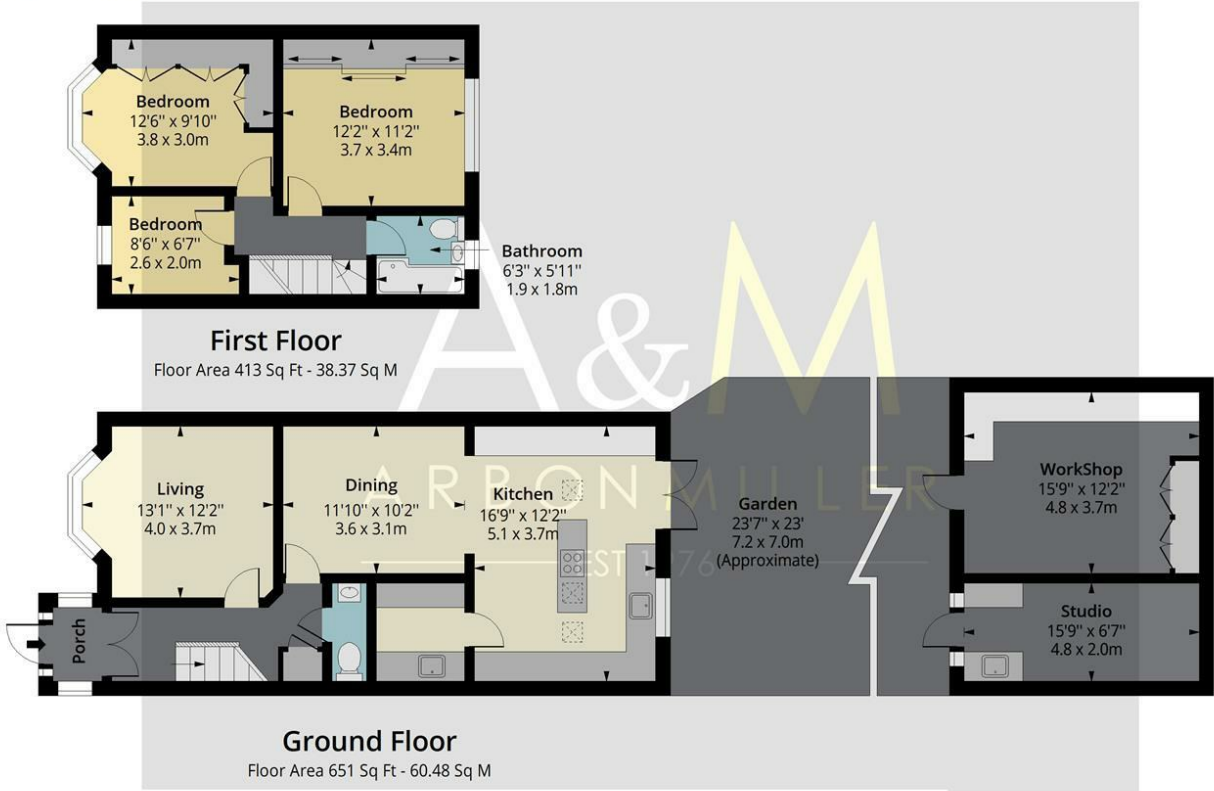 Bedroom
12'6" x 9'10"
3.8 x 3.0m
Bedroom
12'2" x 11'2"
3.7 x 3.4m
Bedroom
8'6" x 6'7"
2.6 x 2.0m
Bathroom
6'3" x 5'11"
1.9 x 1.8m
First Floor
Floor Area 413 Sq Ft - 38.37 Sq M
A&M
ARBON MILLER
EST 1976
Living
13'1" x 12'2"
4.0 x 3.7m
Dining
11'10" x 10'2"
3.6 x 3.1m
Kitchen
16'9" x 12'2"
5.1 x 3.7m
Garden
23'7" x 23'
7.2 x 7.0m
(Approximate)
WorkShop
15'9" x 12'2"
4.8 x 3.7m
Studio
15'9" x 6'7"
4.8 x 2.0m
Porch
Ground Floor
Floor Area 651 Sq Ft - 60.48 Sq M